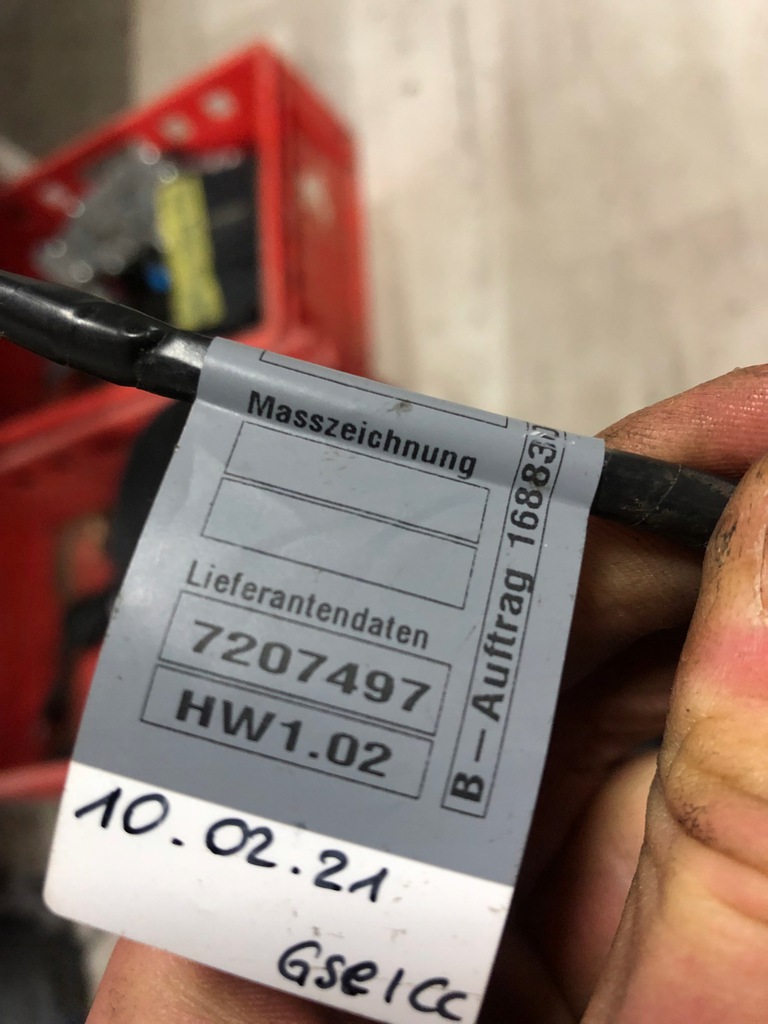 Masszeichnung
Lieferantendaten
7207497
HW1.02
B — Auftrag
10.02.21